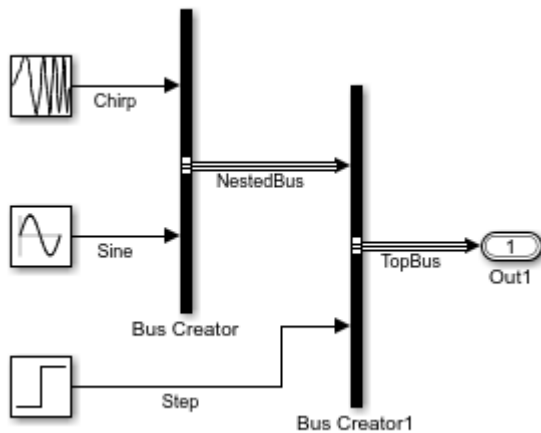 Chirp
NestedBus
Sine
TopBus
1
Out1
Bus Creator
Step
Bus Creator1